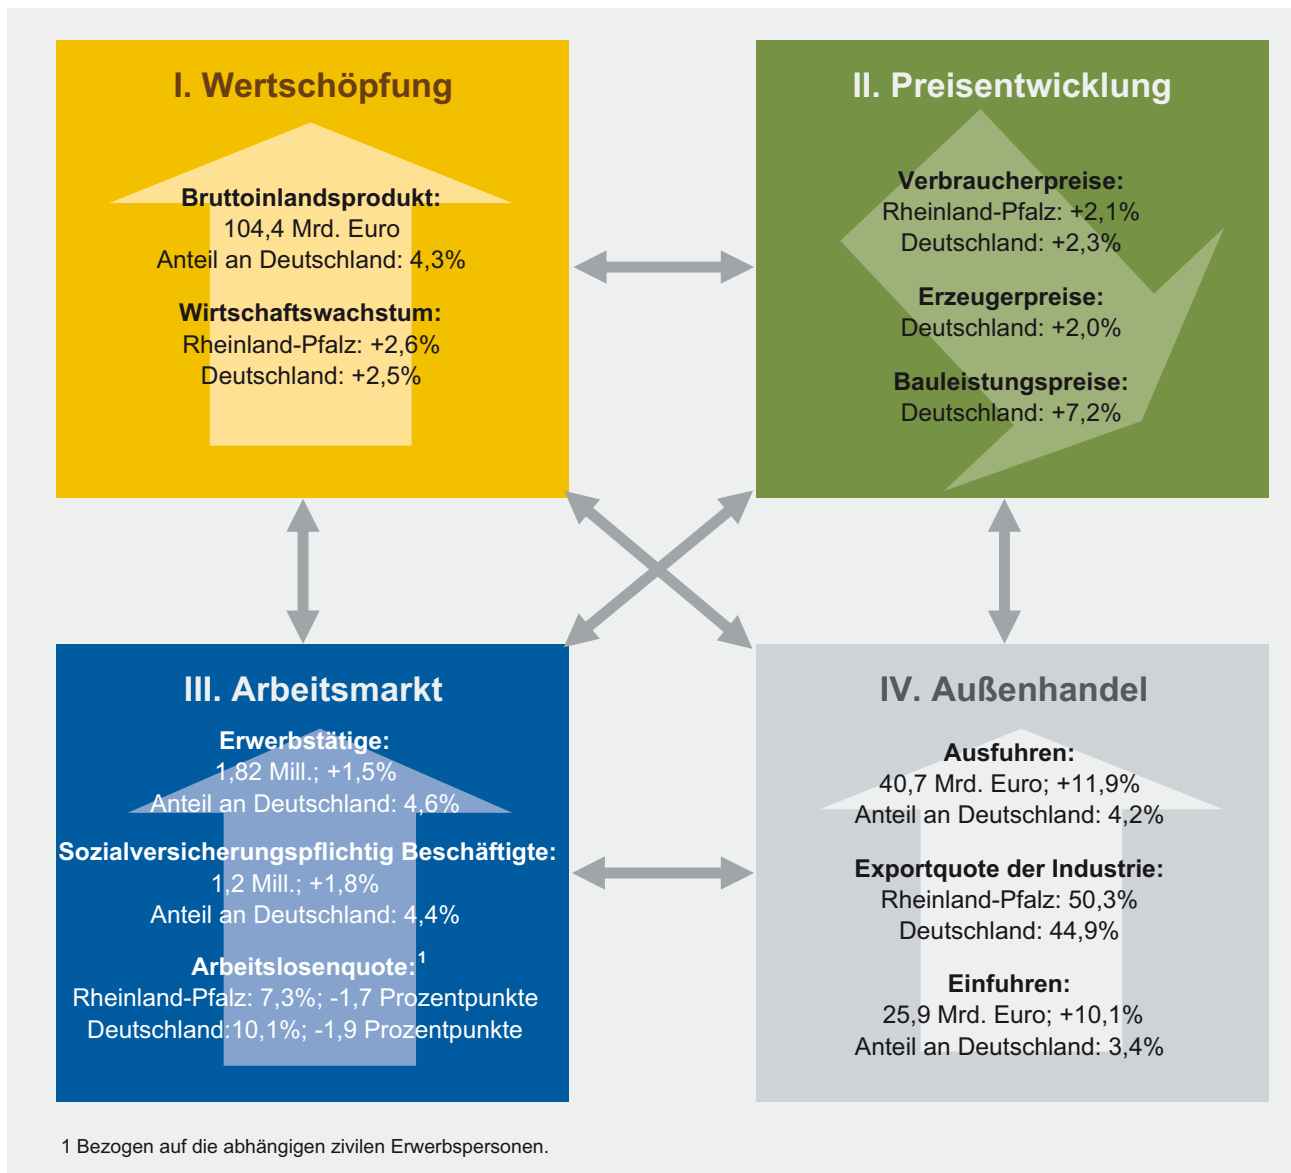 I. Wertschöpfung
Bruttoinlandsprodukt:
104,4 Mrd. Euro
Anteil an Deutschland: 4,3%
Wirtschaftswachstum:
Rheinland-Pfalz: +2,6%
Deutschland: +2,5%
II. Preisentwicklung
Verbraucherpreise:
Rheinland-Pfalz: +2,1%
Deutschland: +2,3%
Erzeugerpreise:
Deutschland: +2,0%
Bauleistungspreise:
Deutschland: +7,2%
III. Arbeitsmarkt
Erwerbstätige:
1,82 Mill.; +1,5%
Anteil an Deutschland: 4,6%
Sozialversicherungspflichtig Beschäftigte:
1,2 Mill.; +1,8%
Anteil an Deutschland: 4,4%
Arbeitslosenquote:¹
Rheinland-Pfalz: 7,3%; -1,7 Prozentpunkte
Deutschland:10,1%; -1,9 Prozentpunkte
IV. Außenhandel
Ausfuhren:
40,7 Mrd. Euro; +11,9%
Anteil an Deutschland: 4,2%
Exportquote der Industrie:
Rheinland-Pfalz: 50,3%
Deutschland: 44,9%
Einfuhren:
25,9 Mrd. Euro; +10,1%
Anteil an Deutschland: 3,4%
1 Bezogen auf die abhängigen zivilen Erwerbspersonen.